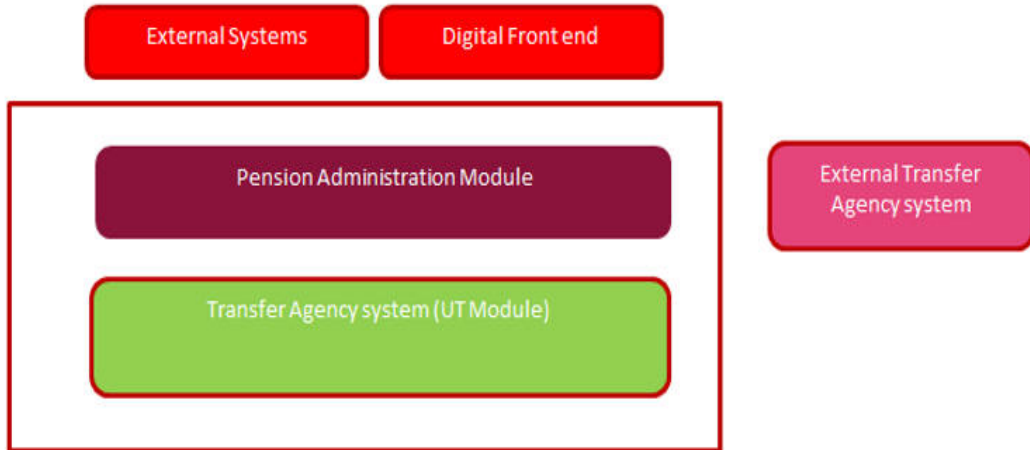 External Systems
Digital Front end
Pension Administration Module
External Transfer
Agency system
Transfer Agency system (UT Module)